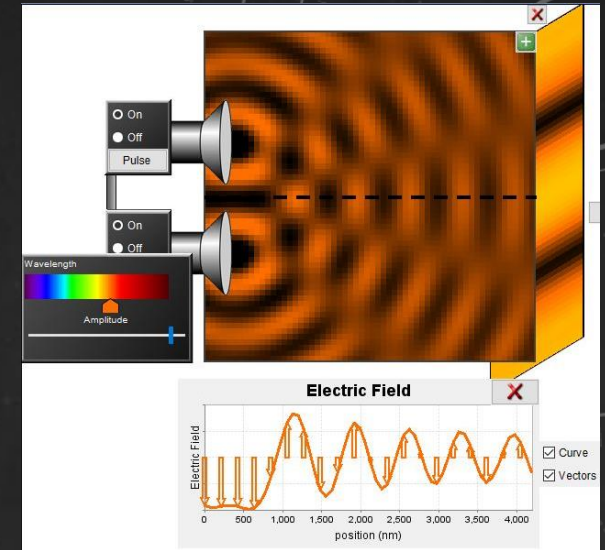 On
Off
Pulse
On
Off
Wavelength
Amplitude
Electric Field
Electric Field
0
500
1,000
1,500
2,000
2,500
3,000
3,500
4,000
position (nm)
Curve
Vectors